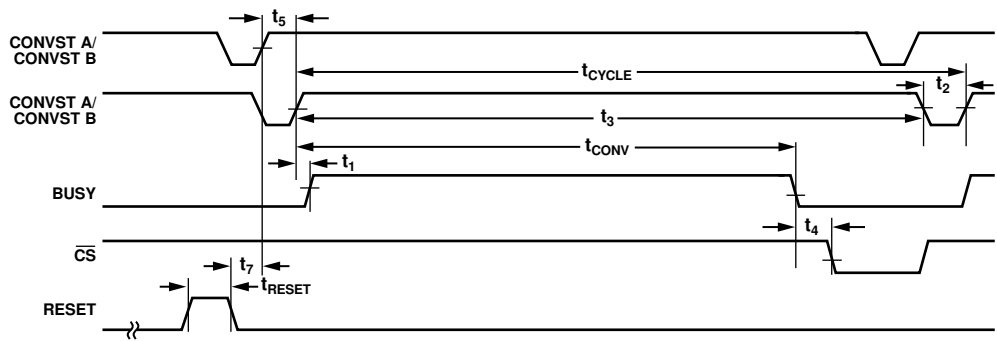 t5
CONVST A/
CONVST B
tCYCLE
t2
CONVST A/
CONVST B
t3
tCONV
t1
BUSY
t4
CS
t7
tRESET
RESET